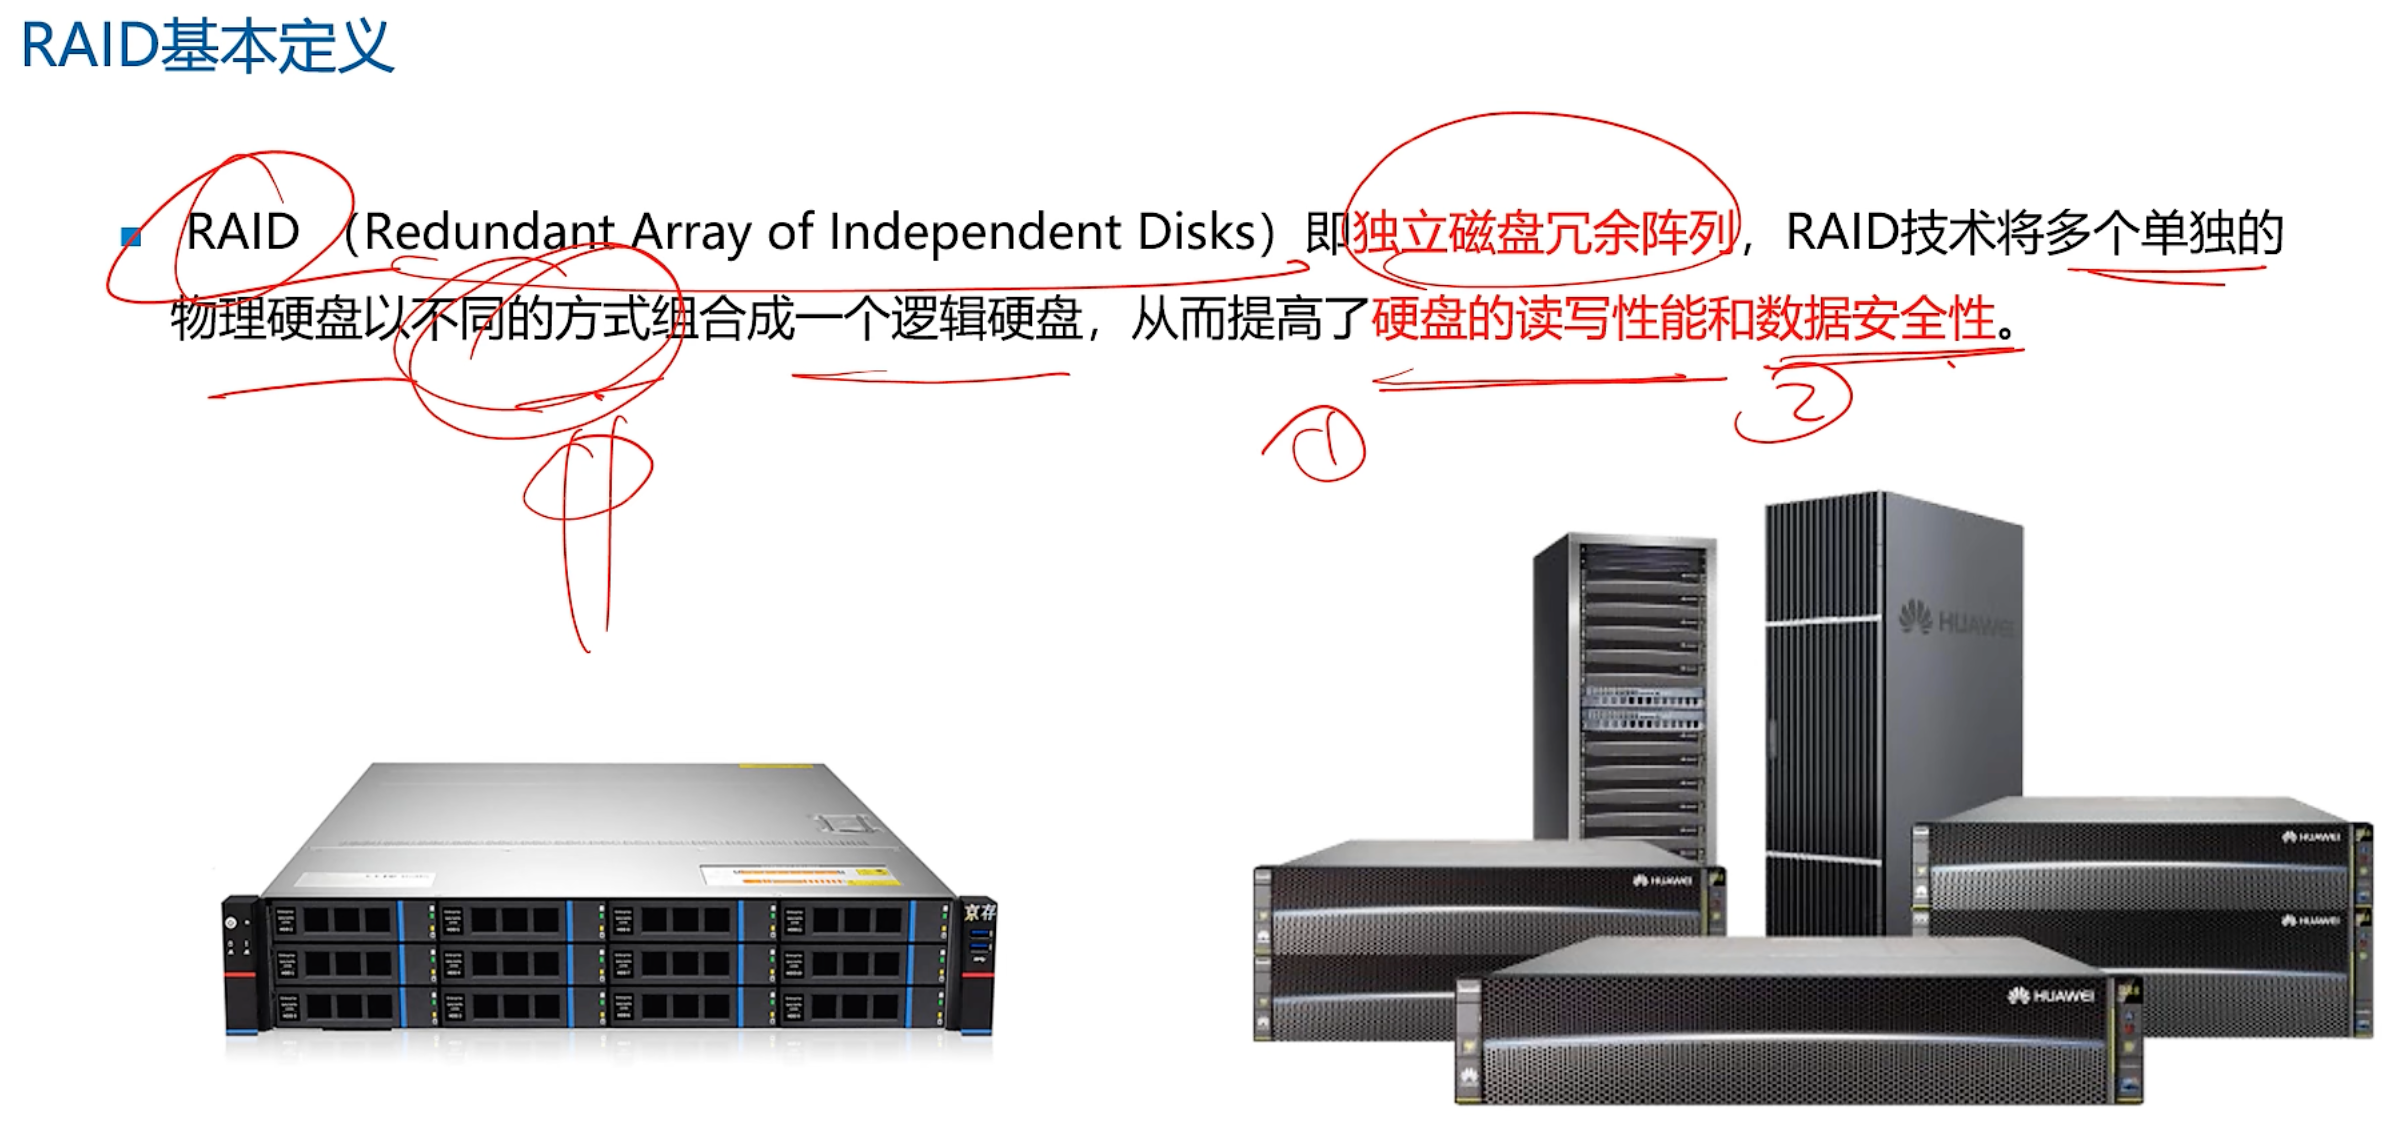 RAID基本定义
RAID （Redundant Array of Independent Disks）即独立磁盘冗余阵列，RAID技术将多个单独的
物理硬盘以不同的方式组合成一个逻辑硬盘，从而提高了硬盘的读写性能和数据安全性。
① ②
HUAWEI
HUAWEI
HUAWEI
HUAWEI
京存
HUAWEI